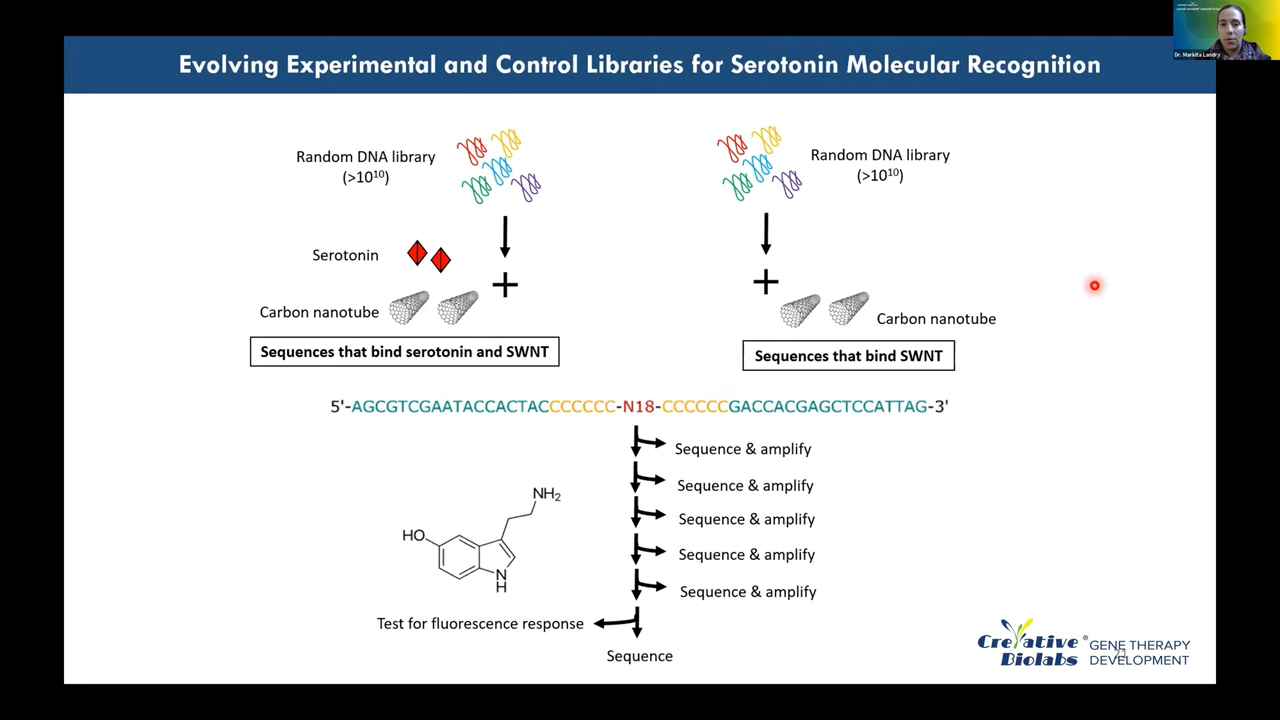 Dr. Markita Landry
Evolving Experimental and Control Libraries for Serotonin Molecular Recognition
Random DNA library
(>10¹⁰)
Random DNA library
(>10¹⁰)
Serotonin
Carbon nanotube
Carbon nanotube
Sequences that bind serotonin and SWNT
Sequences that bind SWNT
5'-AGCGTCGAATACCACTACCCCCCC-N18-CCCCCCGACCACGAGCTCCATTAG-3'
Sequence & amplify
Sequence & amplify
Sequence & amplify
Sequence & amplify
Sequence & amplify
NH₂
HO
N
H
Test for fluorescence response
Sequence
Creative ®
Biolabs
GENE THERAPY
DEVELOPMENT